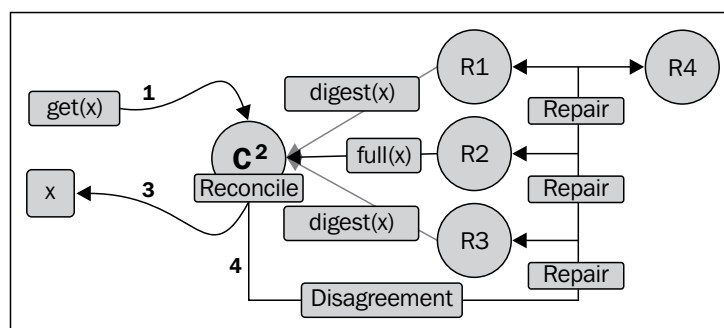 R1
R4
1
digest(x)
get(x)
Repair
C²
full(x)
R2
Reconcile
x
3
Repair
digest(x)
R3
4
Repair
Disagreement